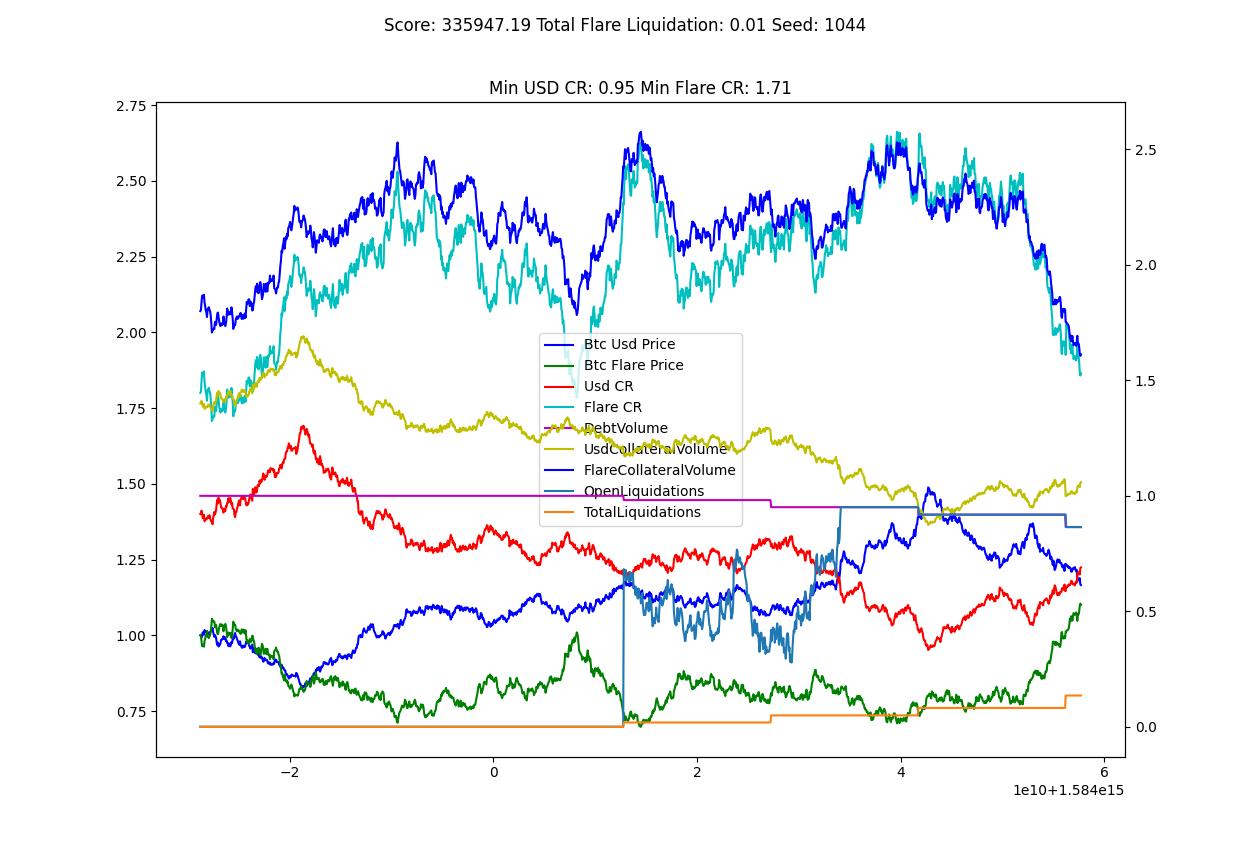 Score: 335947.19 Total Flare Liquidation: 0.01 Seed: 1044
Min USD CR: 0.95 Min Flare CR: 1.71
2.75
2.50
2.25
2.00
1.75
1.50
1.25
1.00
0.75
2.5
2.0
1.5
1.0
0.5
0.0
Btc Usd Price
Btc Flare Price
Usd CR
Flare CR
DebtVolume
UsdCollateralVolume
FlareCollateralVolume
OpenLiquidations
TotalLiquidations
−2 0 2 4 6
1e10+1.584e15